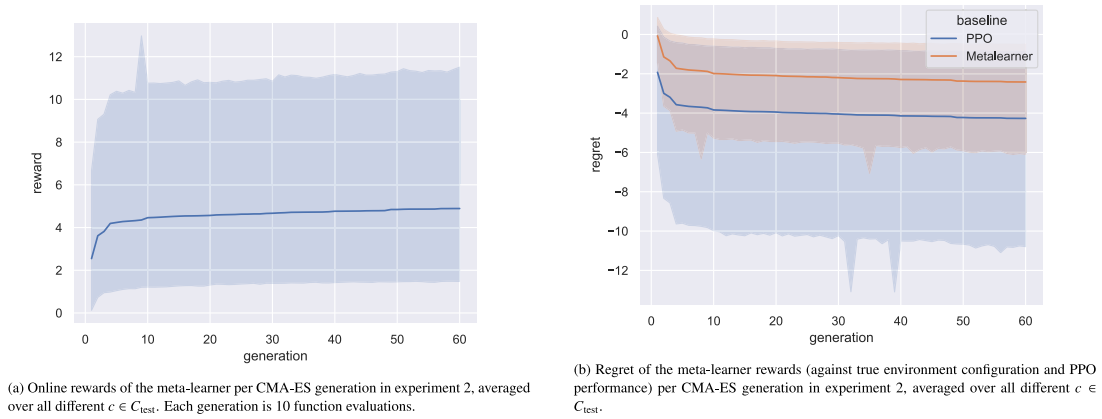 12
10
8
6
4
2
0
reward
0
10
20
30
40
50
60
generation
(a) Online rewards of the meta-learner per CMA-ES generation in experiment 2, averaged
over all different c ∈ C_test. Each generation is 10 function evaluations.
baseline
PPO
Metalearner
0
−2
−4
−6
−8
−10
−12
regret
0
10
20
30
40
50
60
generation
(b) Regret of the meta-learner rewards (against true environment configuration and PPO
performance) per CMA-ES generation in experiment 2, averaged over all different c ∈
C_test.